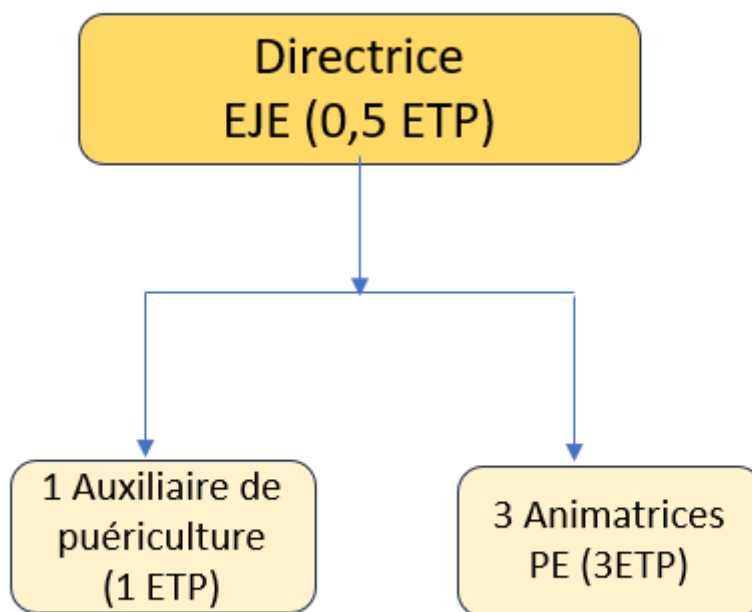 Directrice
EJE (0,5 ETP)
1 Auxiliaire de
puériculture
(1 ETP)
3 Animatrices
PE (3ETP)